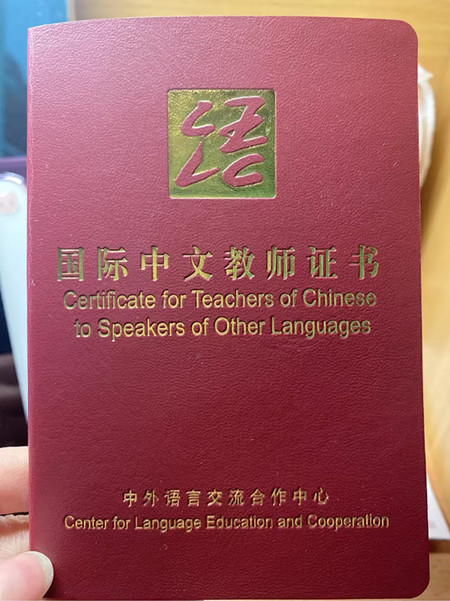 国际中文教师证书
Certificate for Teachers of Chinese
to Speakers of Other Languages
中外语言交流合作中心
Center for Language Education and Cooperation